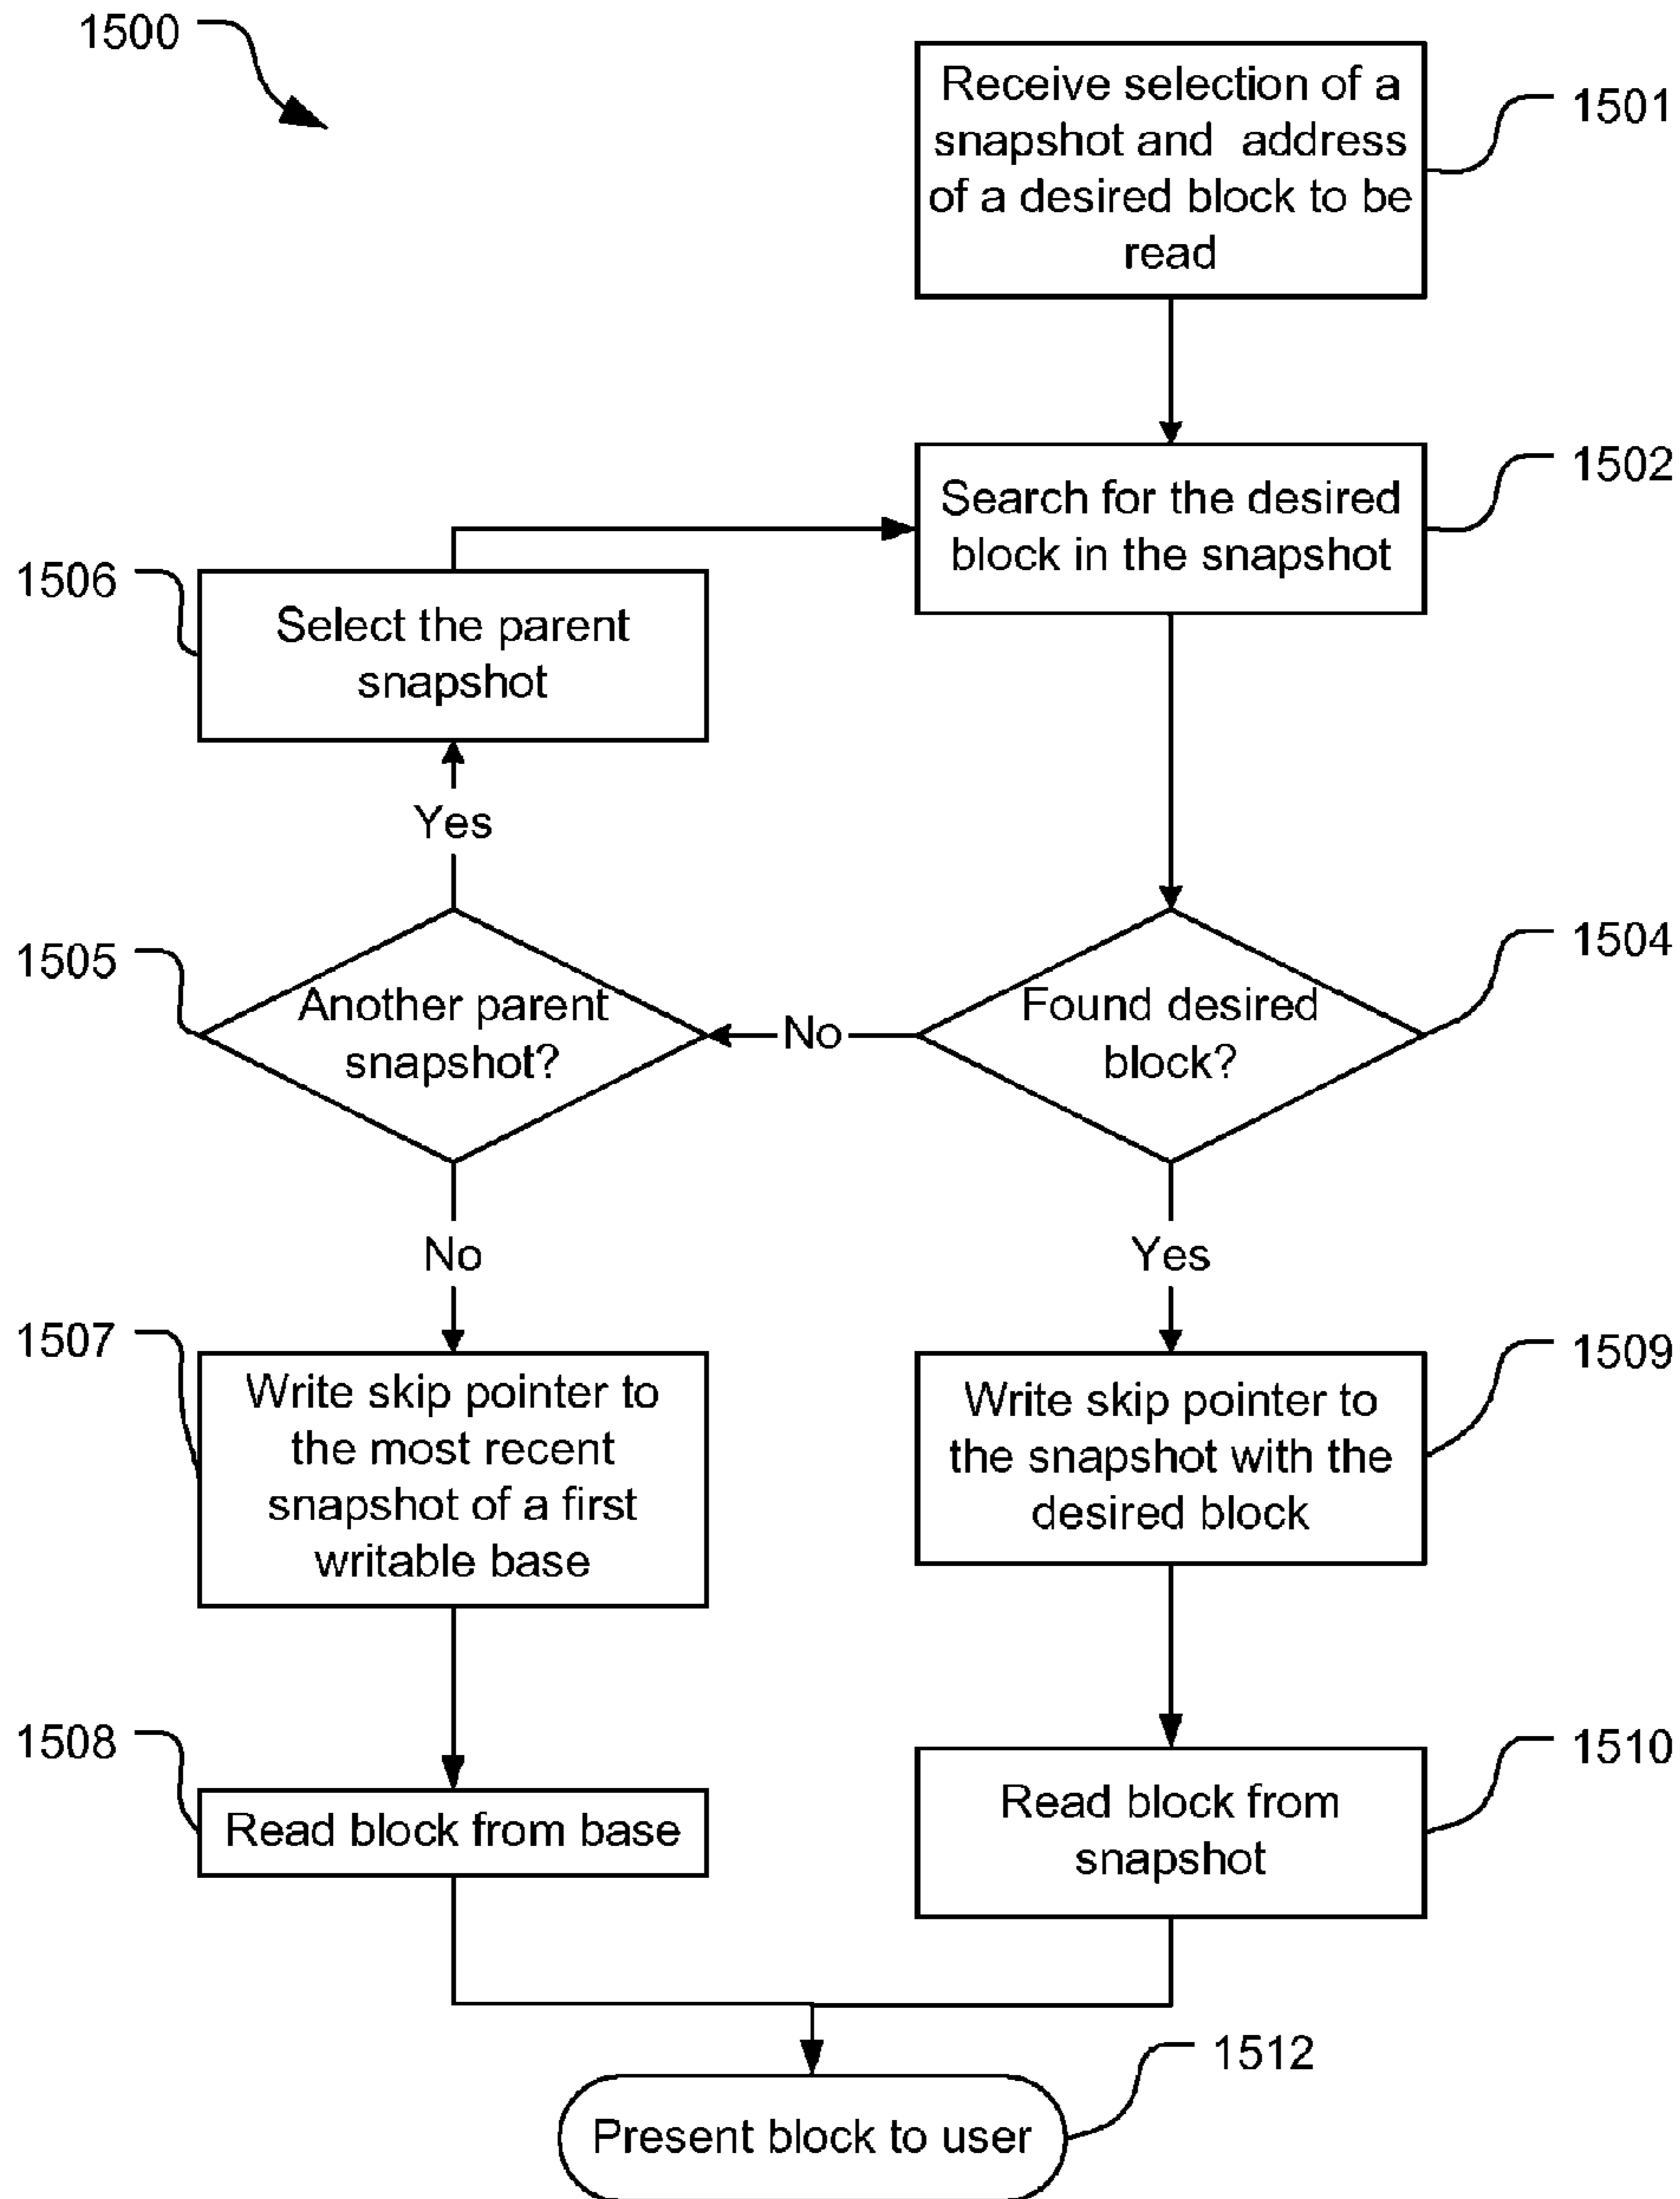 1500
Receive selection of a
snapshot and address
of a desired block to be
read
1501
Search for the desired
block in the snapshot
1502
1506
Select the parent
snapshot
Yes
1505
Another parent
snapshot?
No
Found desired
block?
1504
No
Yes
1507
Write skip pointer to
the most recent
snapshot of a first
writable base
Write skip pointer to
the snapshot with the
desired block
1509
1508
Read block from base
Read block from
snapshot
1510
1512
Present block to user